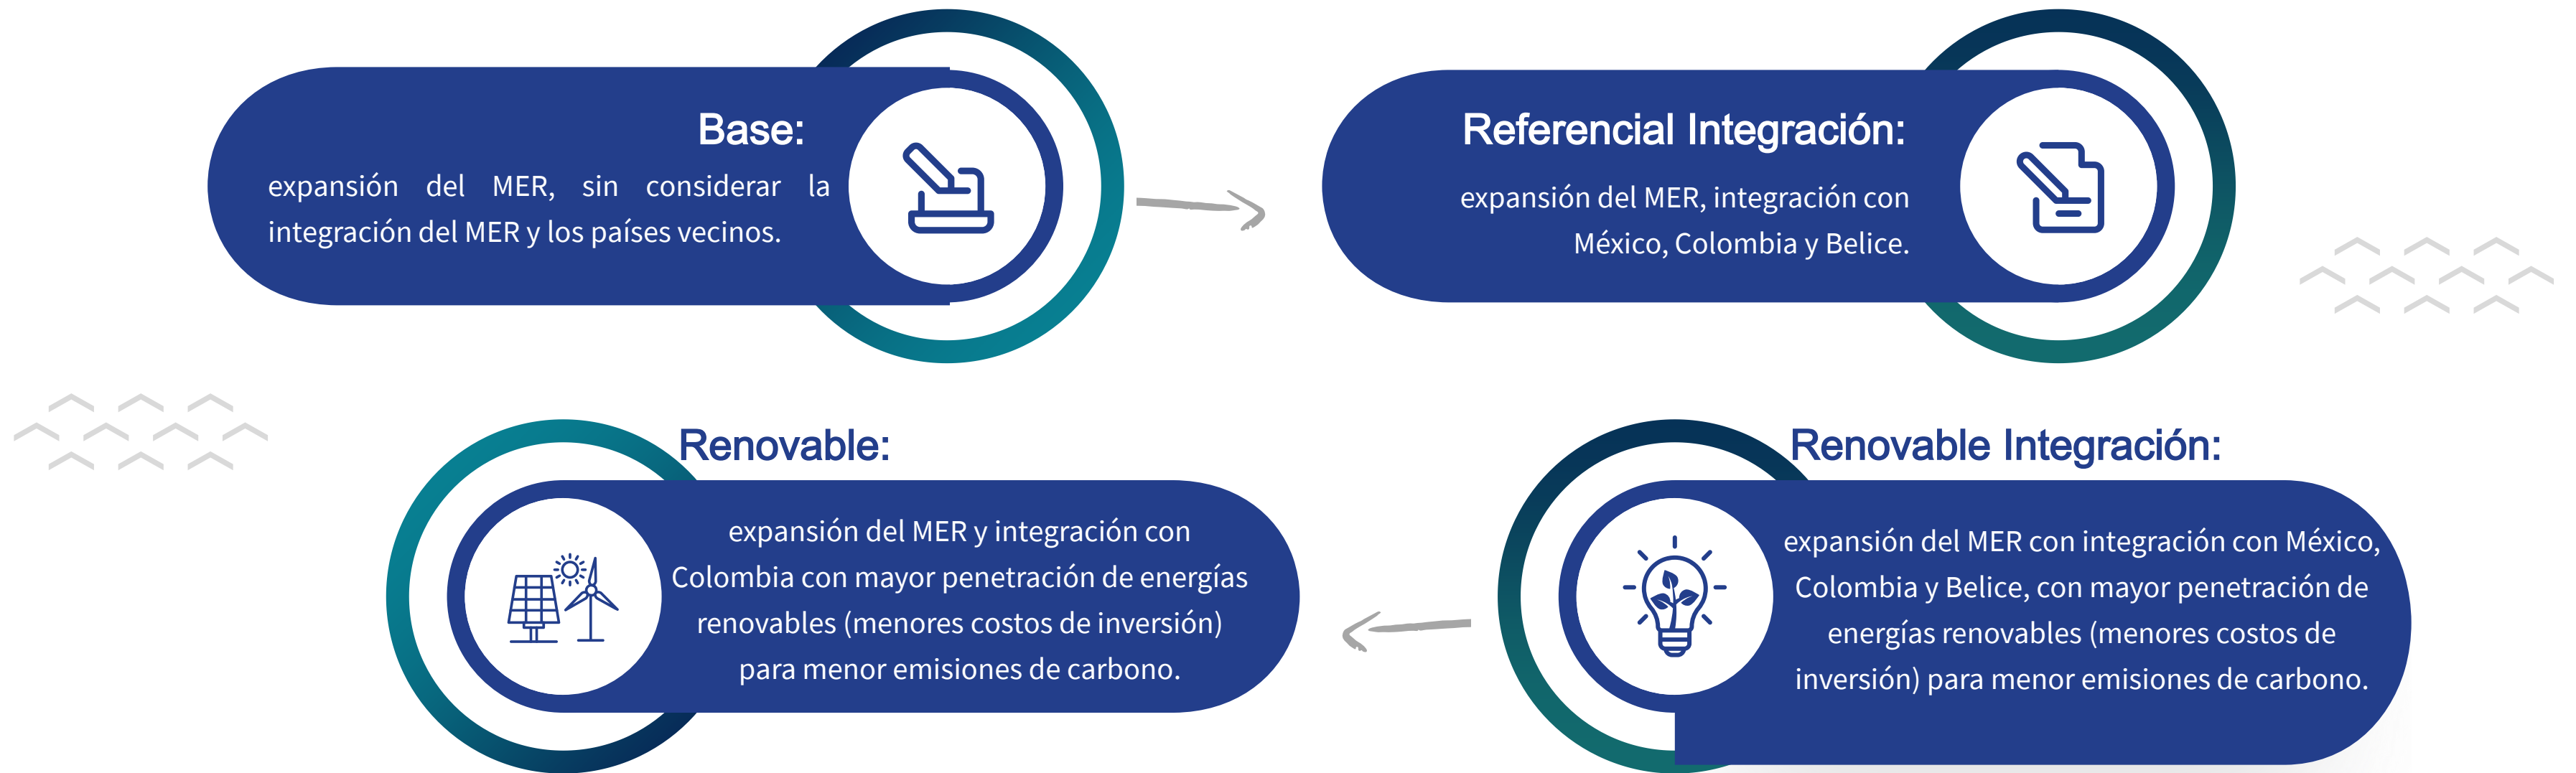 Base:
expansión del MER, sin considerar la
integración del MER y los países vecinos.
Referencial Integración:
expansión del MER, integración con
México, Colombia y Belice.
Renovable:
expansión del MER y integración con
Colombia con mayor penetración de energías
renovables (menores costos de inversión)
para menor emisiones de carbono.
Renovable Integración:
expansión del MER con integración con México,
Colombia y Belice, con mayor penetración de
energías renovables (menores costos de
inversión) para menor emisiones de carbono.